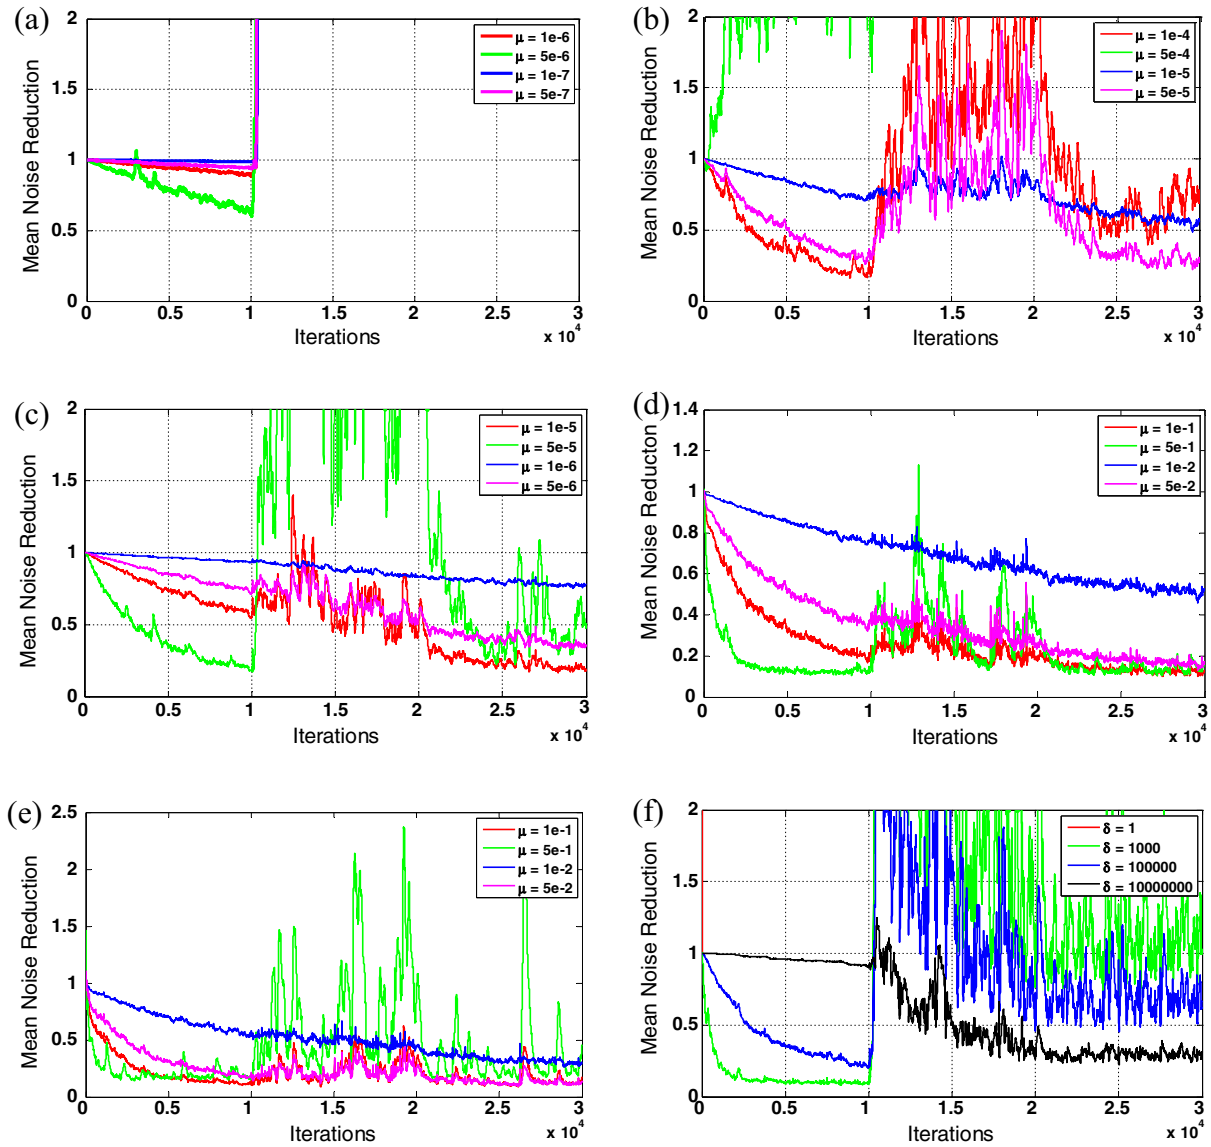 (a)
2
1.5
1
0.5
0
Mean Noise Reduction
μ = 1e-6
μ = 5e-6
μ = 1e-7
μ = 5e-7
0 0.5 1 1.5 2 2.5 3
Iterations
x 10^4
(b)
2
1.5
1
0.5
0
Mean Noise Reduction
μ = 1e-4
μ = 5e-4
μ = 1e-5
μ = 5e-5
0 0.5 1 1.5 2 2.5 3
Iterations
x 10^4
(c)
2
1.5
1
0.5
0
Mean Noise Reduction
μ = 1e-5
μ = 5e-5
μ = 1e-6
μ = 5e-6
0 0.5 1 1.5 2 2.5 3
Iterations
x 10^4
(d)
1.4
1.2
1
0.8
0.6
0.4
0.2
0
Mean Noise Reducton
μ = 1e-1
μ = 5e-1
μ = 1e-2
μ = 5e-2
0 0.5 1 1.5 2 2.5 3
Iterations
x 10^4
(e)
2.5
2
1.5
1
0.5
0
Mean Noise Reduction
μ = 1e-1
μ = 5e-1
μ = 1e-2
μ = 5e-2
0 0.5 1 1.5 2 2.5 3
Iterations
x 10^4
(f)
2
1.5
1
0.5
0
Mean Noise Reduction
δ = 1
δ = 1000
δ = 100000
δ = 10000000
0 0.5 1 1.5 2 2.5 3
Iterations
x 10^4